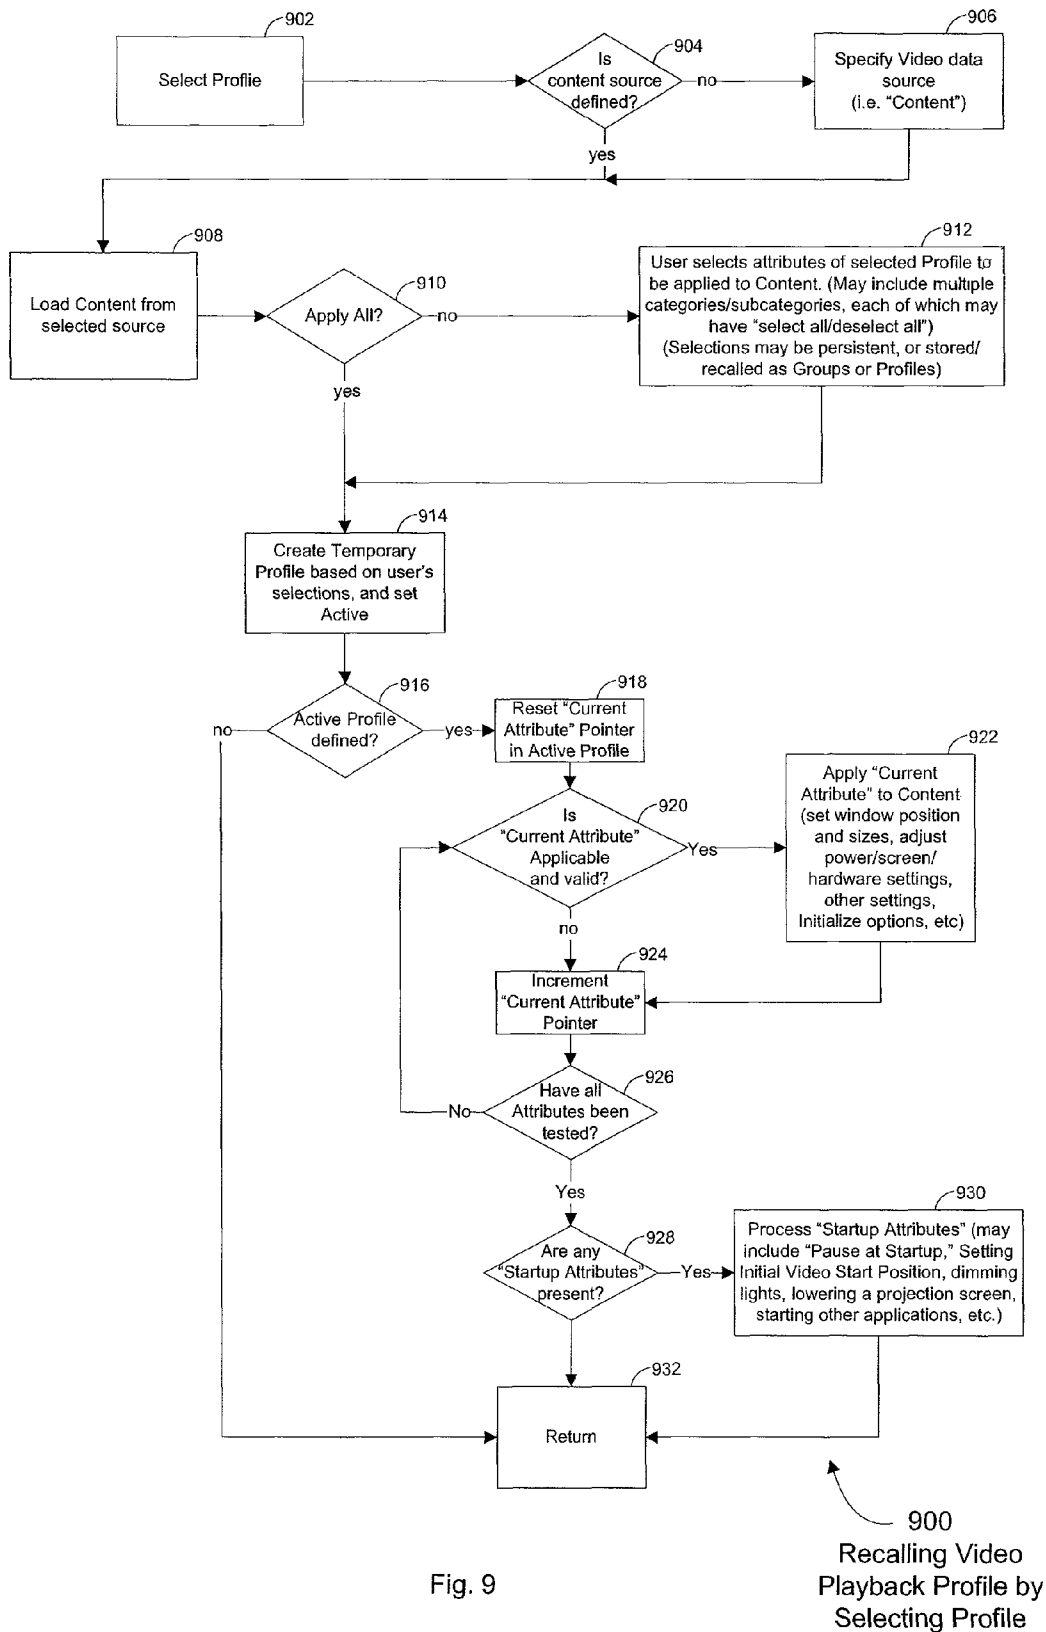 902
Select Profile
904
Is
content source
defined?
no
yes
906
Specify Video data
source
(i.e. “Content”)
908
Load Content from
selected source
910
Apply All?
no
yes
912
User selects attributes of selected Profile to
be applied to Content. (May include multiple
categories/subcategories, each of which may
have “select all/deselect all”)
(Selections may be persistent, or stored/
recalled as Groups or Profiles)
914
Create Temporary
Profile based on user's
selections, and set
Active
916
Active Profile
defined?
no
yes
918
Reset “Current
Attribute” Pointer
in Active Profile
920
Is
“Current Attribute”
Applicable
and valid?
Yes
no
922
Apply “Current
Attribute” to Content
(set window position
and sizes, adjust
power/screen/
hardware settings,
other settings,
Initialize options, etc)
924
Increment
“Current Attribute”
Pointer
926
Have all
Attributes been
tested?
No
Yes
928
Are any
“Startup Attributes”
present?
Yes
930
Process “Startup Attributes” (may
include “Pause at Startup,” Setting
Initial Video Start Position, dimming
lights, lowering a projection screen,
starting other applications, etc.)
932
Return
900
Recalling Video
Playback Profile by
Selecting Profile
Fig. 9